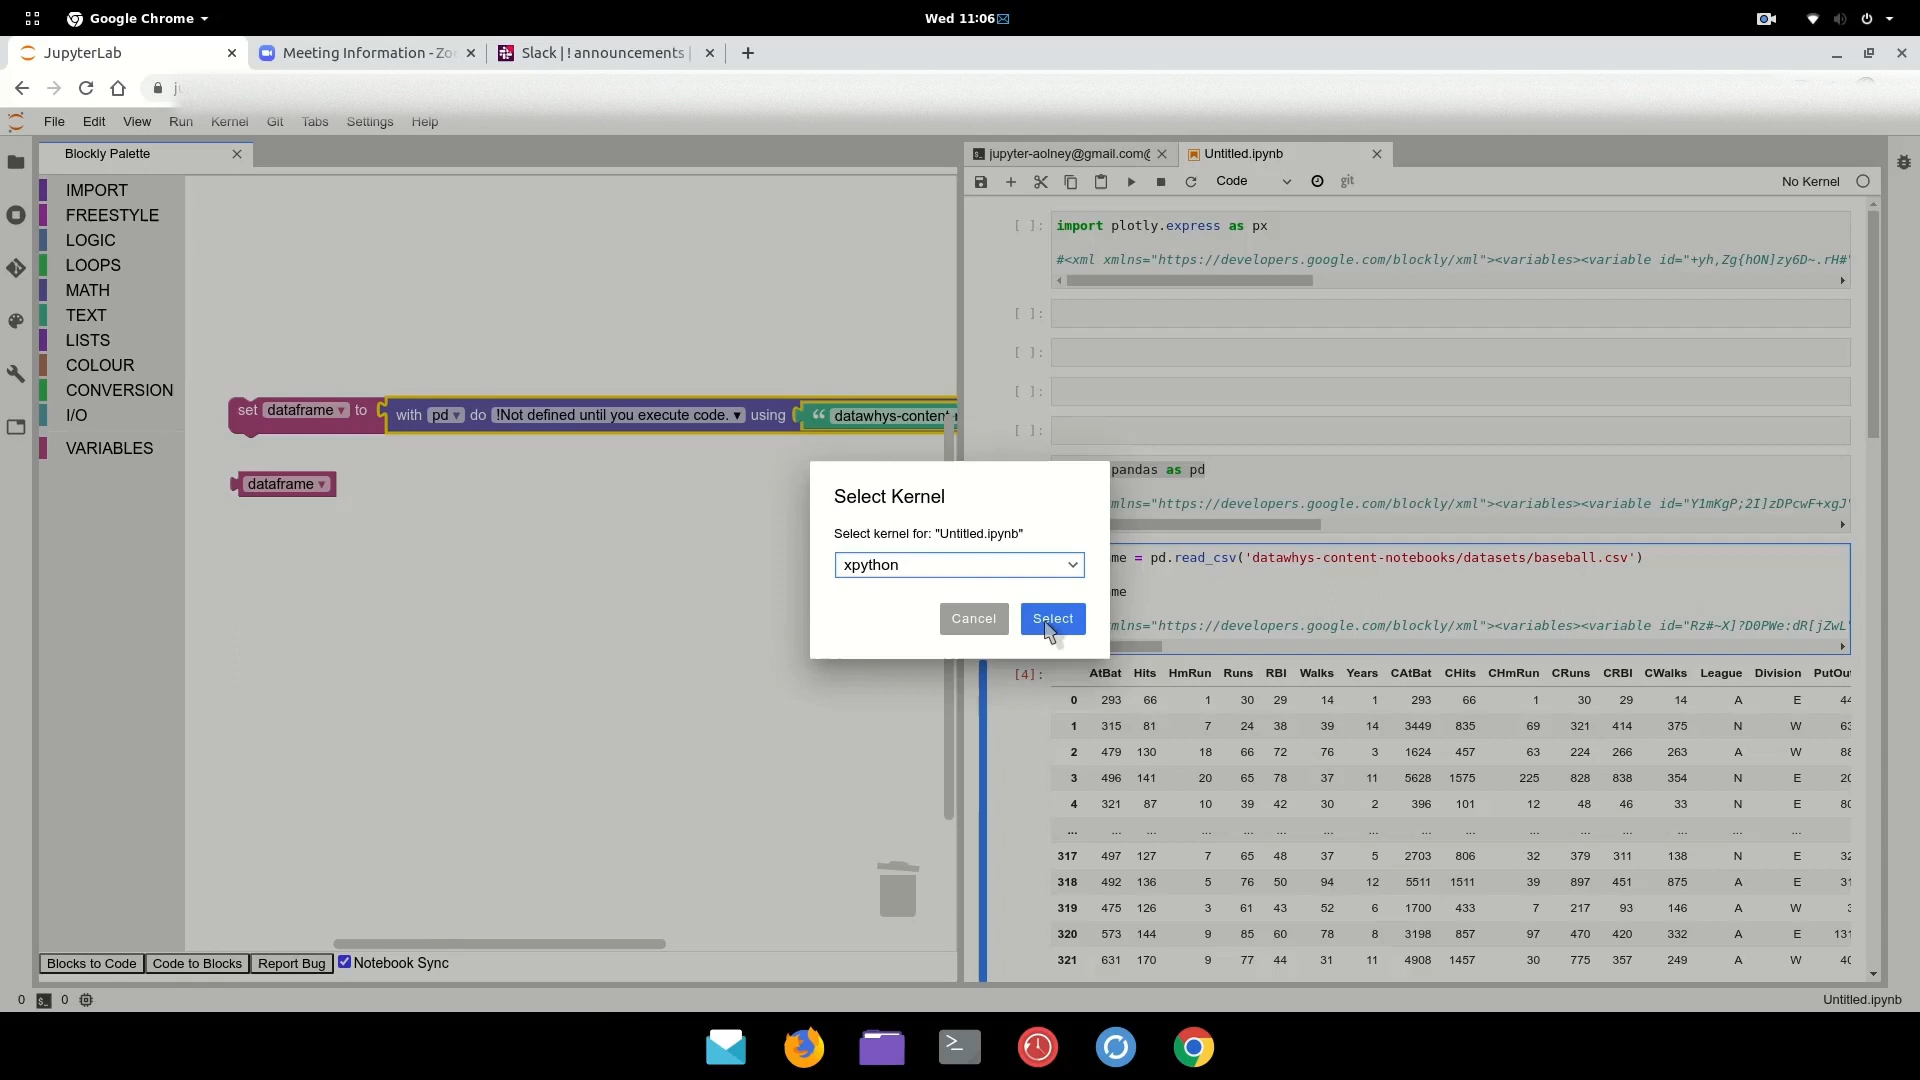 Google Chrome
Wed 11:06
JupyterLab
Meeting Information - Zo
Slack | ! announcements |
File Edit View Run Kernel Git Tabs Settings Help
Blockly Palette
IMPORT
FREESTYLE
LOGIC
LOOPS
MATH
TEXT
LISTS
COLOUR
CONVERSION
I/O
VARIABLES
set dataframe to with pd do !Not defined until you execute code. using “ datawhys-content
dataframe
Blocks to Code Code to Blocks Report Bug Notebook Sync
jupyter-aolney@gmail.com
Untitled.ipynb
Code
git
No Kernel
[ ]: import plotly.express as px
#<xml xmlns="https://developers.google.com/blockly/xml"><variables><variable id="+yh,Zg{hON]zy6D~.rH#"
[ ]:
[ ]:
[ ]:
[ ]:
pandas as pd
mlns="https://developers.google.com/blockly/xml"><variables><variable id="Y1mKgP;2I]zDPcwF+xgJ"
me = pd.read_csv('datawhys-content-notebooks/datasets/baseball.csv')
me
mlns="https://developers.google.com/blockly/xml"><variables><variable id="Rz#~X]?D0PWe:dR[jZwL"
Select Kernel
Select kernel for: "Untitled.ipynb"
xpython
Cancel Select
[4]: AtBat Hits HmRun Runs RBI Walks Years CAtBat CHits CHmRun CRuns CRBI CWalks League Division PutOu
0 293 66 1 30 29 14 1 293 66 1 30 29 14 A E 44
1 315 81 7 24 38 39 14 3449 835 69 321 414 375 N W 63
2 479 130 18 66 72 76 3 1624 457 63 224 266 263 A W 88
3 496 141 20 65 78 37 11 5628 1575 225 828 838 354 N E 20
4 321 87 10 39 42 30 2 396 101 12 48 46 33 N E 80
... ... ... ... ... ... ... ... ... ... ... ... ... ... ... ...
317 497 127 7 65 48 37 5 2703 806 32 379 311 138 N E 32
318 492 136 5 76 50 94 12 5511 1511 39 897 451 875 A E 31
319 475 126 3 61 43 52 6 1700 433 7 217 93 146 A W
320 573 144 9 85 60 78 8 3198 857 97 470 420 332 A E 131
321 631 170 9 77 44 31 11 4908 1457 30 775 357 249 A W 40
0 0
Untitled.ipynb